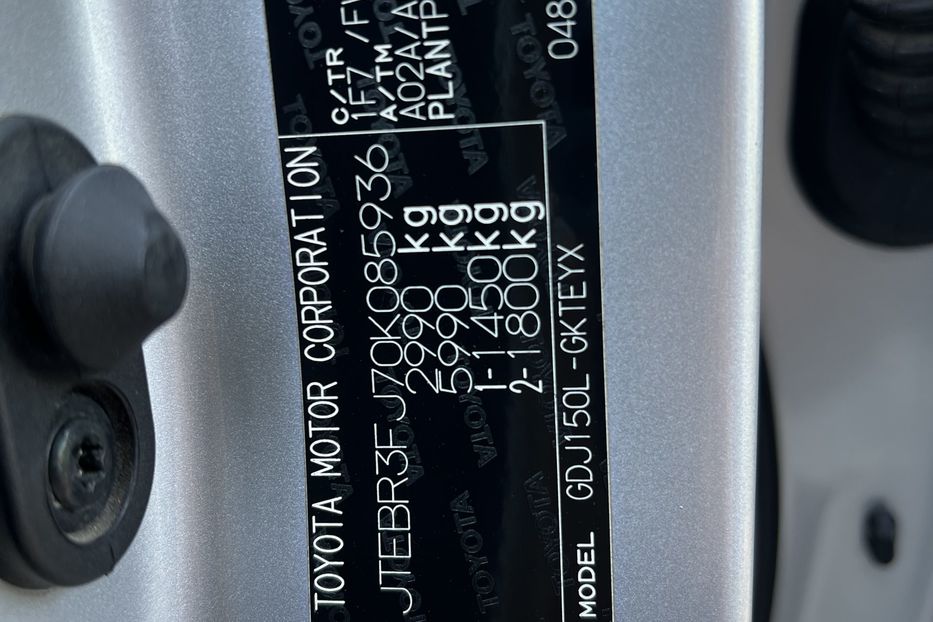 TOYOTA MOTOR CORPORATION
JTEBR3FJ70K085936
2990 kg
5990 kg
1-1450kg
2-1800kg
MODEL GDJ150L-GKTEYX
C/TR
1F7 /F
A/TM
A02A/A
PLANT
048